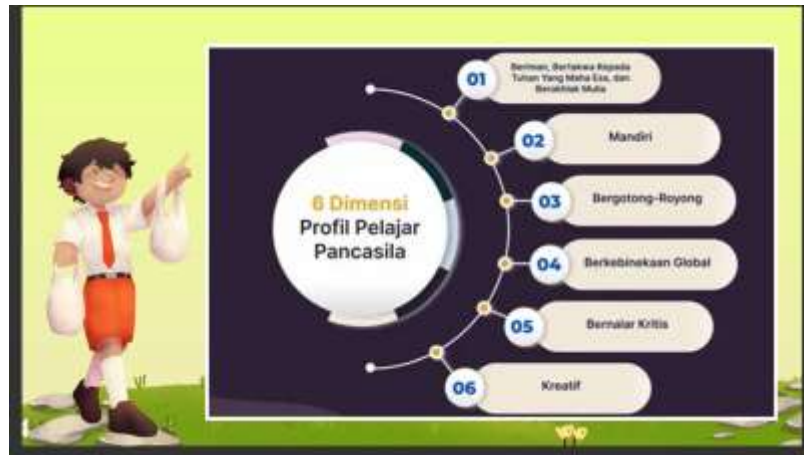 6 Dimensi
Profil Pelajar
Pancasila
01
Beriman, Bertakwa Kepada
Tuhan Yang Maha Esa, dan
Berakhlak Mulia
02
Mandiri
03
Bergotong-Royong
04
Berkebinekaan Global
05
Bernalar Kritis
06
Kreatif